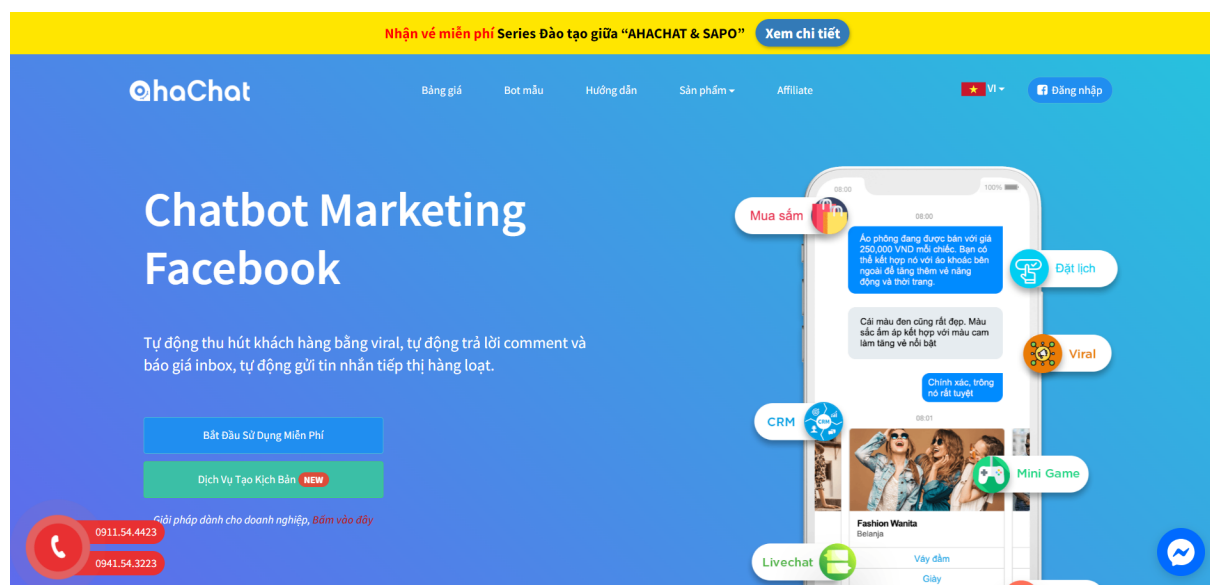 Nhận vé miễn phí Series Đào tạo giữa “AHACHAT & SAPO”
Xem chi tiết
AhaChat
Bảng giá
Bot mẫu
Hướng dẫn
Sản phẩm
Affiliate
VI
Đăng nhập
Chatbot Marketing
Facebook
Tự động thu hút khách hàng bằng viral, tự động trả lời comment và
báo giá inbox, tự động gửi tin nhắn tiếp thị hàng loạt.
Bắt Đầu Sử Dụng Miễn Phí
Dịch Vụ Tạo Kịch Bản NEW
Giải pháp dành cho doanh nghiệp, Bấm vào đây
0911.54.4423
0941.54.3223
08:00
100%
Mua sắm
08:00
Áo phông đang được bán với giá
250,000 VND mỗi chiếc. Bạn có
thể kết hợp nó với áo khoác bên
ngoài để tăng thêm vẻ năng
động và thời trang.
Đặt lịch
Cái màu đen cũng rất đẹp. Màu
sắc ấm áp kết hợp với màu cam
làm tăng vẻ nổi bật
Viral
Chính xác, trông
nó rất tuyệt
CRM
CRM
08:01
Mini Game
Fashion Wanita
Belanja
Livechat
Váy đầm
Giày